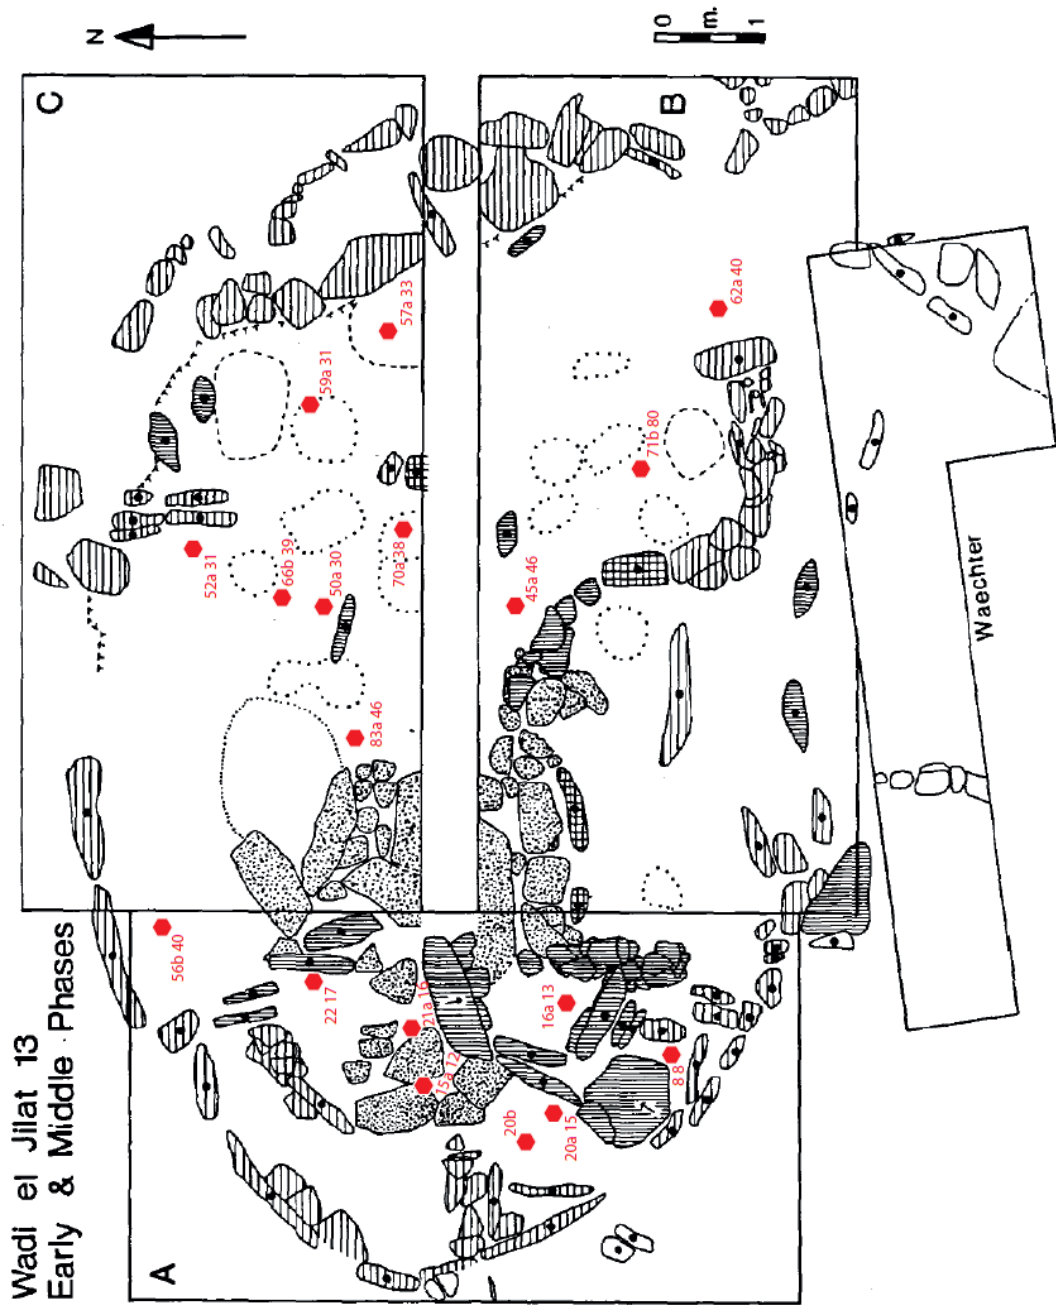 Wadi el Jilat 13
Early & Middle Phases
N
0
m.
1
C
B
A
57a 33
59a 31
62a 40
52a 31
66b 39
50a 30
70a 38
71b 80
45a 46
83a 46
56b 40
22 17
21a 16
15a 12
16a 13
8 8
20b
20a 15
Waechter